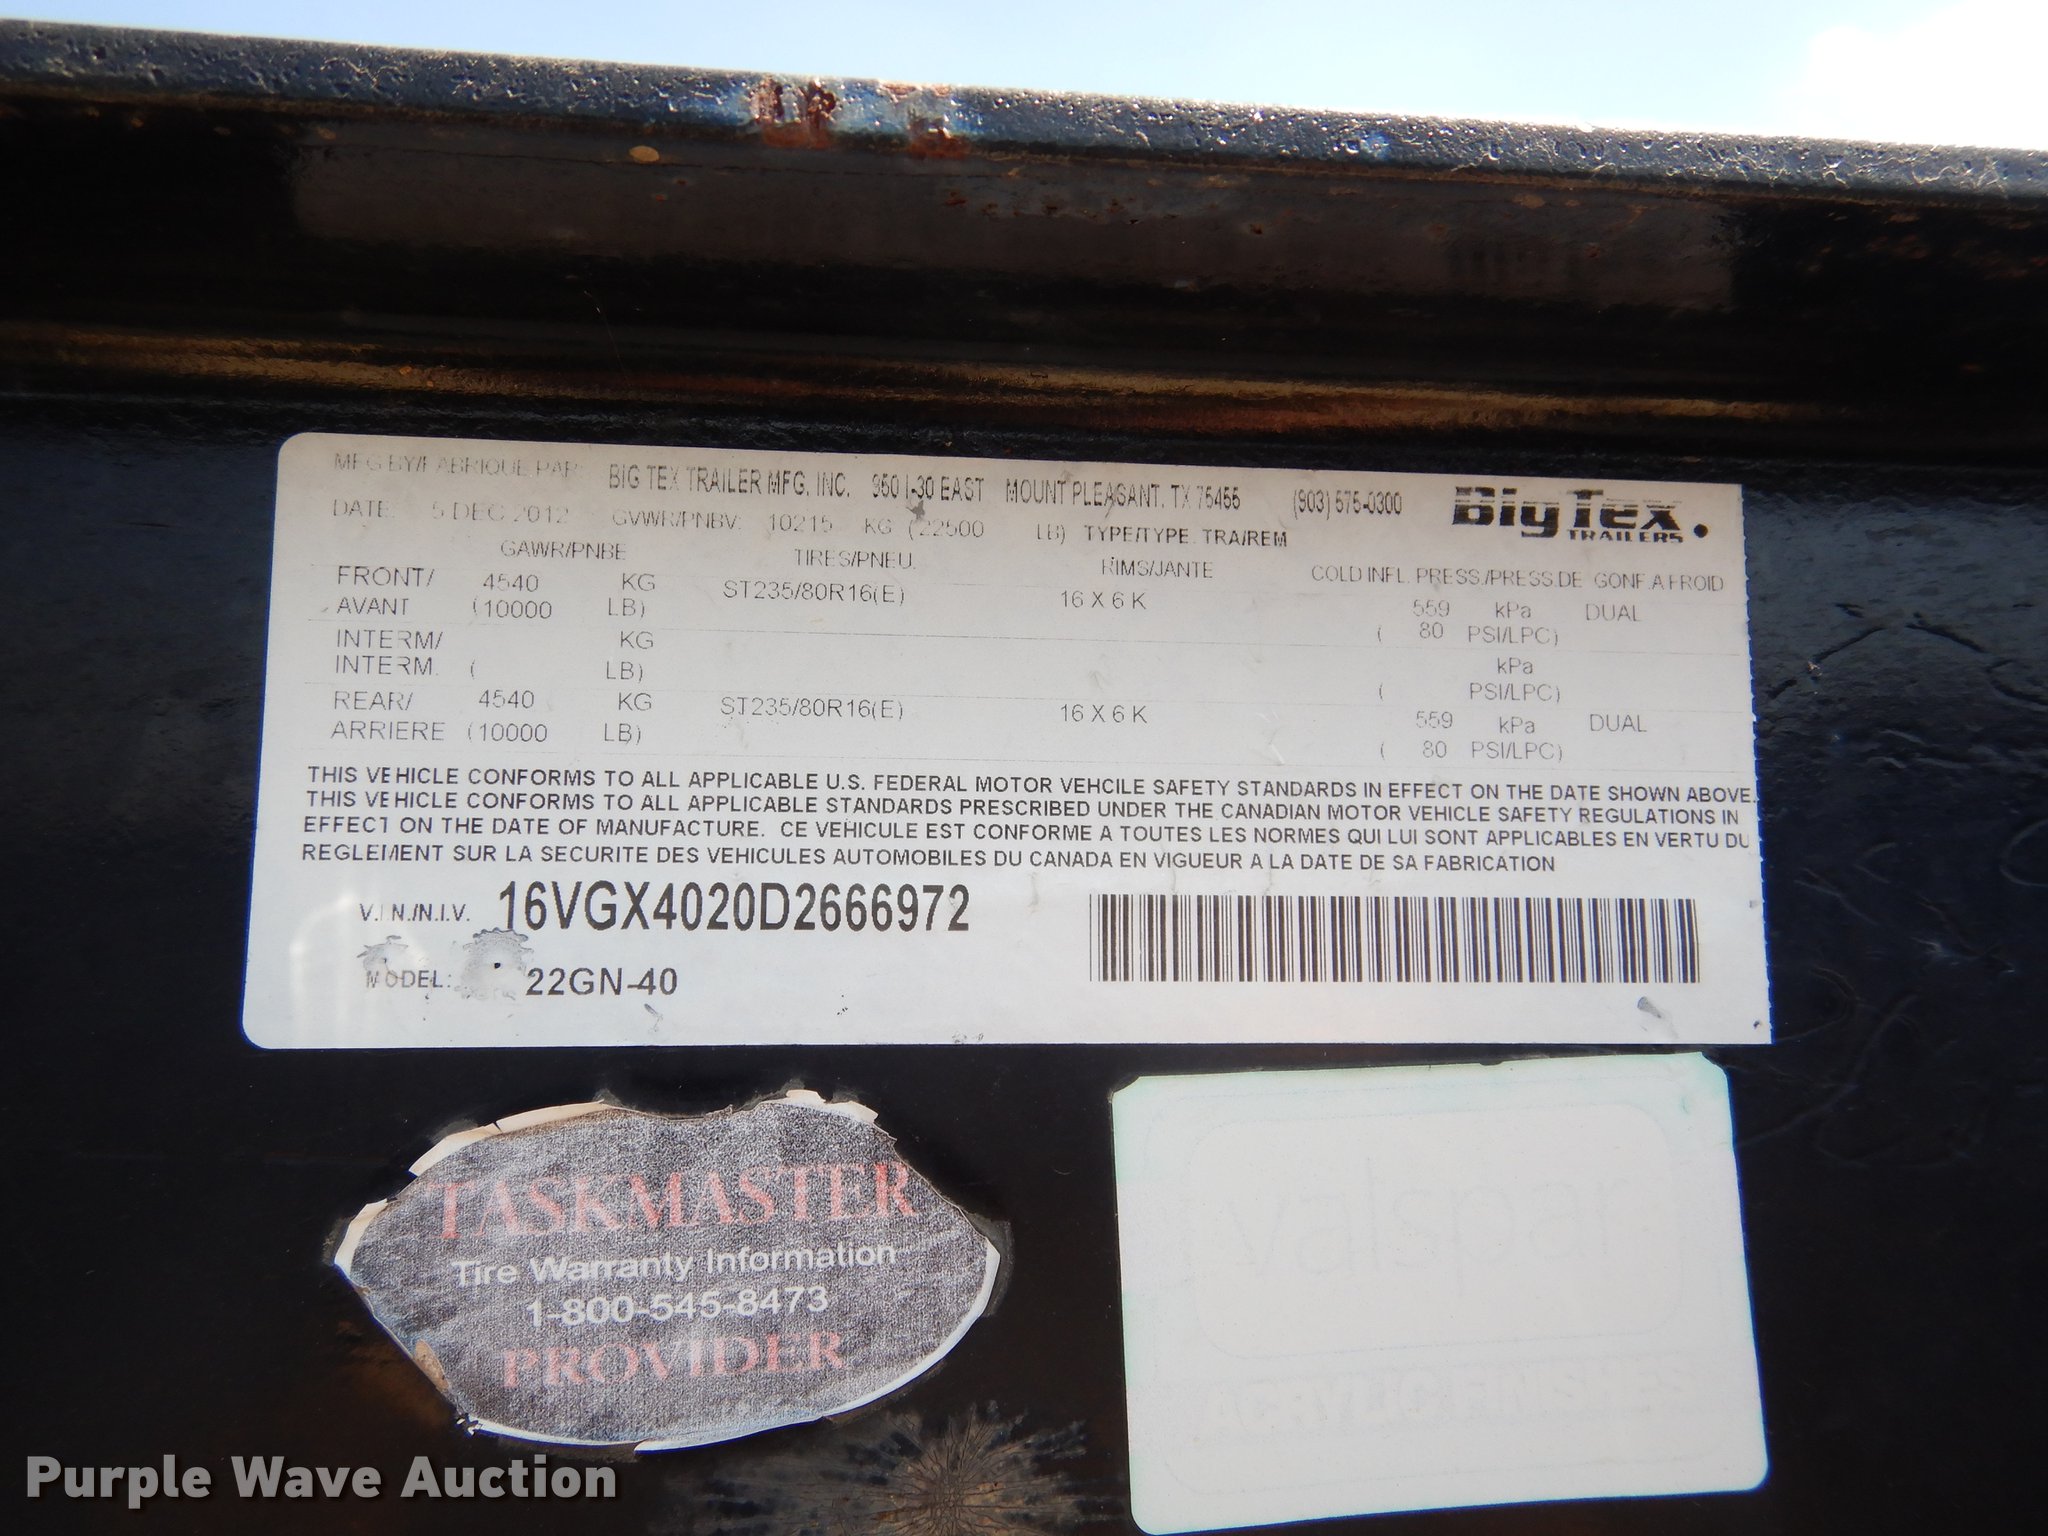 MFG BY/FABRIQUE PAR: BIG TEX TRAILER MFG. INC. 950 I-30 EAST MOUNT PLEASANT, TX 75455 (903) 575-0300 BigTex TRAILERS
DATE: 5 DEC 2012 GVWR/PNBV: 10215 KG (22500 LB) TYPE/TYPE. TRA/REM
GAWR/PNBE TIRES/PNEU. RIMS/JANTE COLD INFL. PRESS./PRESS.DE GONF.A FROID
FRONT/ 4540 KG ST235/80R16(E) 16 X 6 K 559 kPa DUAL
AVANT (10000 LB) ( 80 PSI/LPC)
INTERM/ KG kPa
INTERM. ( LB) ( PSI/LPC)
REAR/ 4540 KG ST235/80R16(E) 16 X 6 K 559 kPa DUAL
ARRIERE (10000 LB) ( 80 PSI/LPC)
THIS VEHICLE CONFORMS TO ALL APPLICABLE U.S. FEDERAL MOTOR VEHCILE SAFETY STANDARDS IN EFFECT ON THE DATE SHOWN ABOVE.
THIS VEHICLE CONFORMS TO ALL APPLICABLE STANDARDS PRESCRIBED UNDER THE CANADIAN MOTOR VEHICLE SAFETY REGULATIONS IN
EFFECT ON THE DATE OF MANUFACTURE. CE VEHICULE EST CONFORME A TOUTES LES NORMES QUI LUI SONT APPLICABLES EN VERTU DU
REGLEMENT SUR LA SECURITE DES VEHICULES AUTOMOBILES DU CANADA EN VIGUEUR A LA DATE DE SA FABRICATION
V.I.N./N.I.V. 16VGX4020D2666972
MODEL: 22GN-40
TASKMASTER
Tire Warranty Information
1-800-545-8473
PROVIDER
Purple Wave Auction